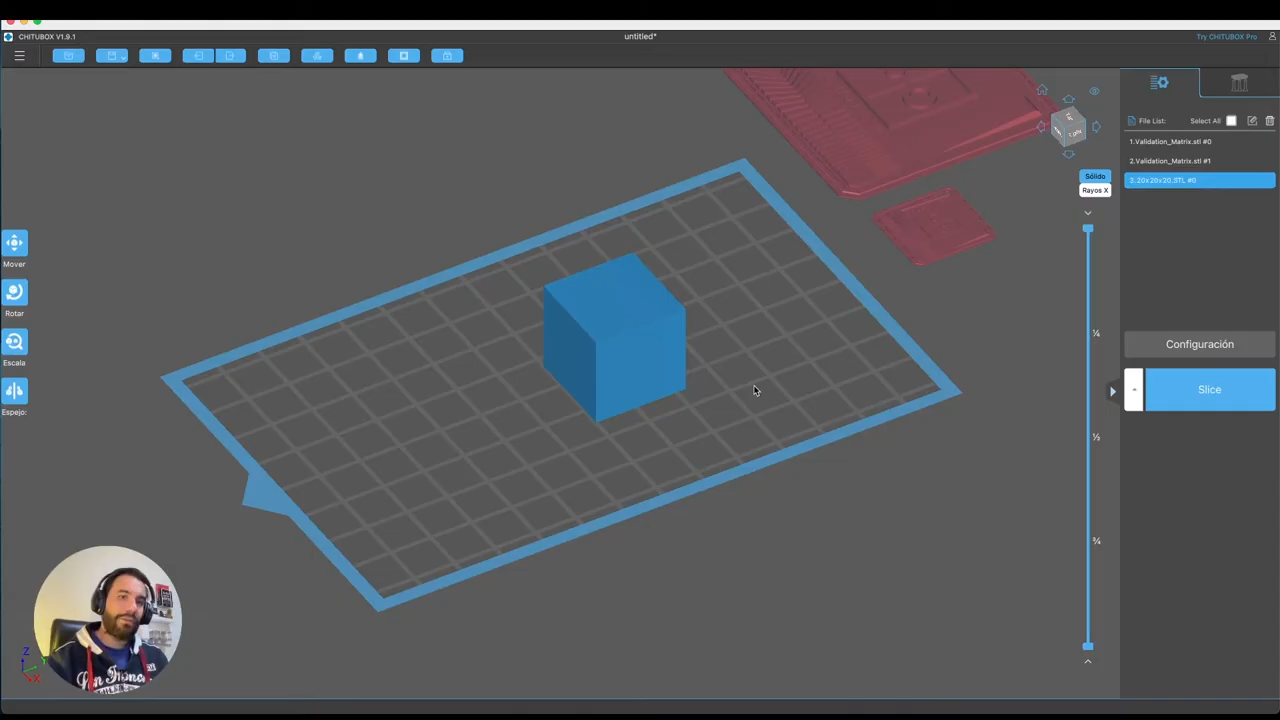 CHITUBOX V1.9.1
untitled*
Try CHITUBOX Pro
File List:
Select All
1.Validation_Matrix.stl #0
2.Validation_Matrix.stl #1
3.20x20x20.STL #0
Sólido
Rayos X
Mover
Rotar
Escala
Espejo:
Configuración
Slice
Z
X